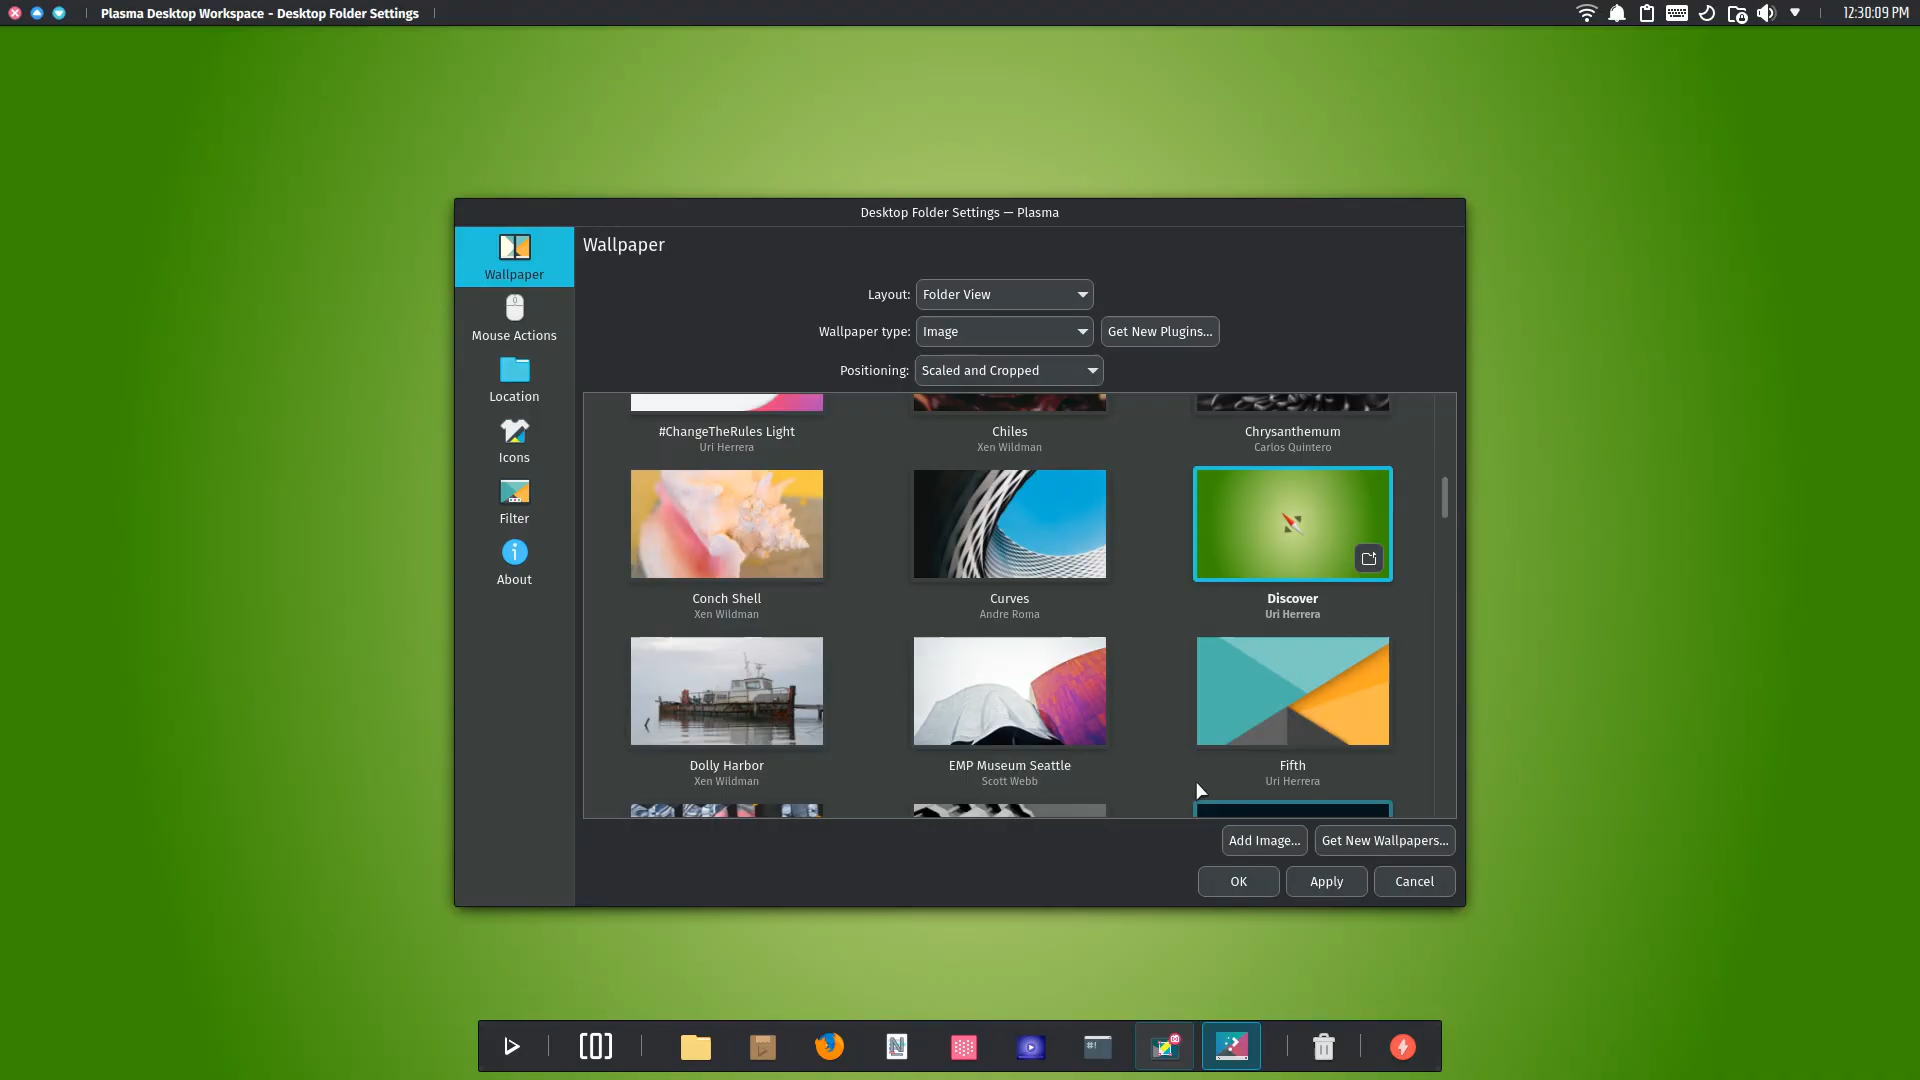 Plasma Desktop Workspace - Desktop Folder Settings
12:30:09 PM
Desktop Folder Settings — Plasma
Wallpaper
Wallpaper
Mouse Actions
Location
Icons
Filter
About
Layout: Folder View
Wallpaper type: Image Get New Plugins...
Positioning: Scaled and Cropped
#ChangeTheRules Light Chiles Chrysanthemum
Uri Herrera Xen Wildman Carlos Quintero
Conch Shell Curves Discover
Xen Wildman Andre Roma Uri Herrera
Dolly Harbor EMP Museum Seattle Fifth
Xen Wildman Scott Webb Uri Herrera
Add Image... Get New Wallpapers...
OK Apply Cancel
#!